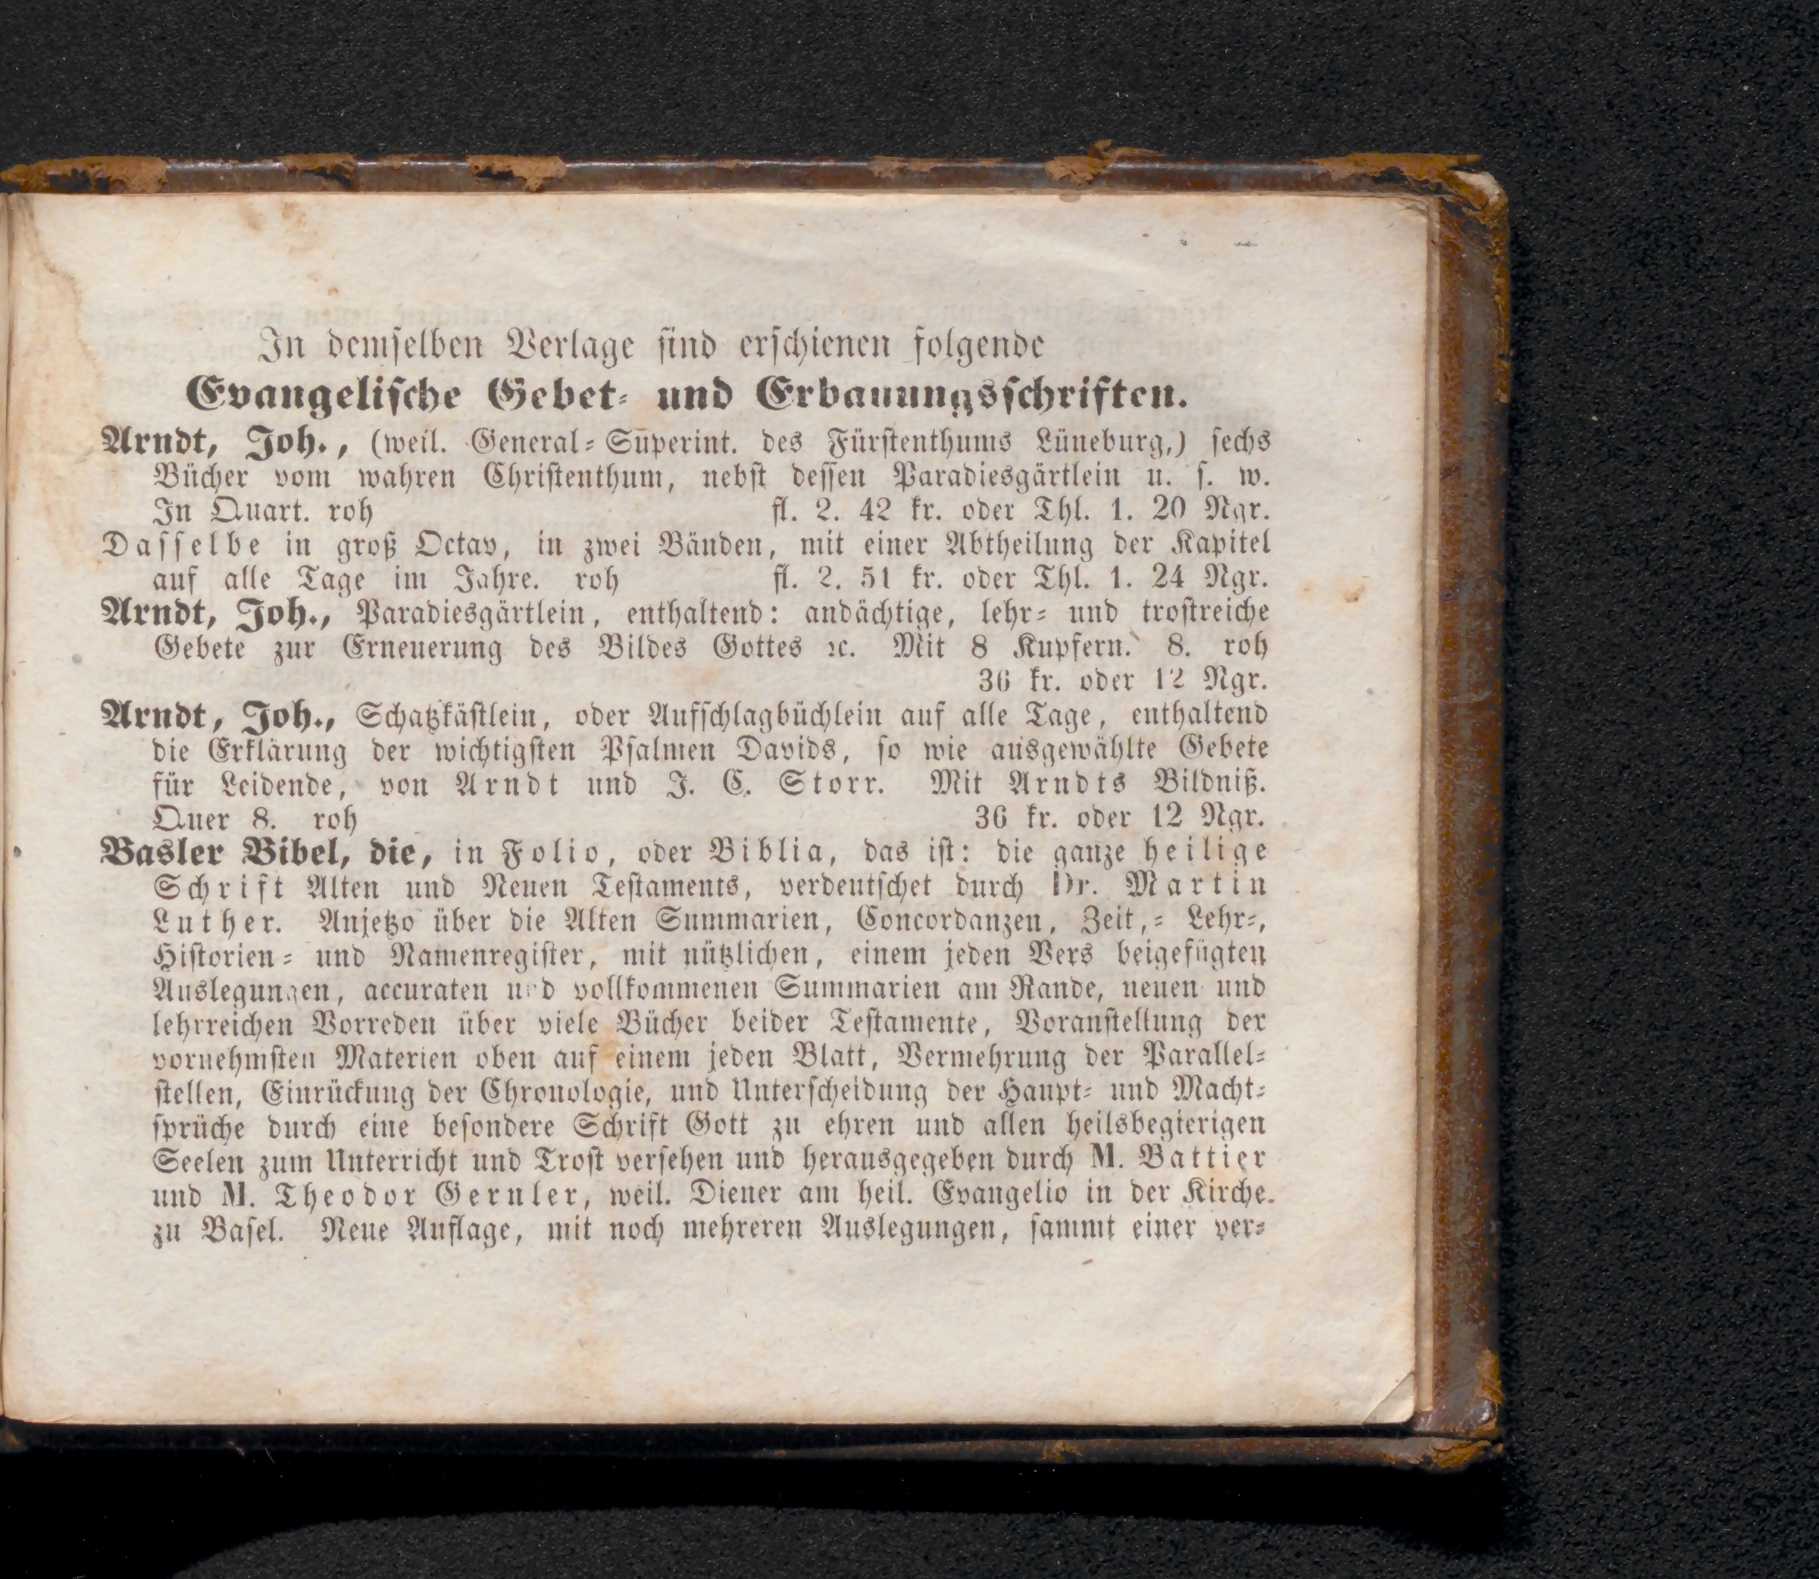 In demselben Verlage sind erschienen folgende
Evangelische Gebet- und Erbauungsschriften.
Arndt, Joh., (weil. General-Superint. des Fürstenthums Lüneburg,) sechs
Bücher vom wahren Christenthum, nebst dessen Paradiesgärtlein u. s. w.
In Quart. roh fl. 2. 42 kr. oder Thl. 1. 20 Ngr.
Dasselbe in groß Octav, in zwei Bänden, mit einer Abtheilung der Kapitel
auf alle Tage im Jahre. roh fl. 2. 51 kr. oder Thl. 1. 24 Ngr.
Arndt, Joh., Paradiesgärtlein, enthaltend: andächtige, lehr- und trostreiche
Gebete zur Erneuerung des Bildes Gottes ꝛc. Mit 8 Kupfern. 8. roh
36 kr. oder 12 Ngr.
Arndt, Joh., Schatzkästlein, oder Aufschlagbüchlein auf alle Tage, enthaltend
die Erklärung der wichtigsten Psalmen Davids, so wie ausgewählte Gebete
für Leidende, von Arndt und J. C. Storr. Mit Arndts Bildniß.
Quer 8. roh 36 kr. oder 12 Ngr.
Basler Bibel, die, in Folio, oder Biblia, das ist: die ganze heilige
Schrift Alten und Neuen Testaments, verdeutschet durch Dr. Martin
Luther. Anjetzo über die Alten Summarien, Concordanzen, Zeit,- Lehr-,
Historien- und Namenregister, mit nützlichen, einem jeden Vers beigefügten
Auslegungen, accuraten und vollkommenen Summarien am Rande, neuen und
lehrreichen Vorreden über viele Bücher beider Testamente, Voranstellung der
vornehmsten Materien oben auf einem jeden Blatt, Vermehrung der Parallel-
stellen, Einrückung der Chronologie, und Unterscheidung der Haupt- und Macht-
sprüche durch eine besondere Schrift Gott zu ehren und allen heilsbegierigen
Seelen zum Unterricht und Trost versehen und herausgegeben durch M. Battier
und M. Theodor Gernler, weil. Diener am heil. Evangelio in der Kirche
zu Basel. Neue Auflage, mit noch mehreren Auslegungen, sammt einer ver-